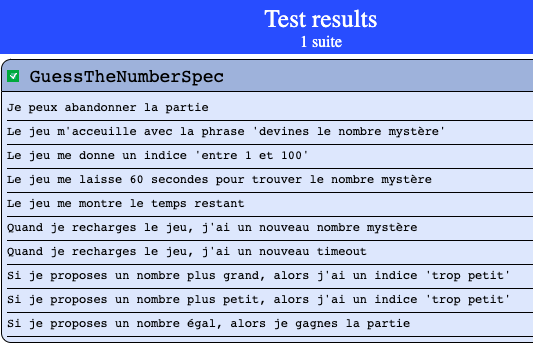 Test results
1 suite
GuessTheNumberSpec
Je peux abandonner la partie
Le jeu m'acceuille avec la phrase 'devines le nombre mystère'
Le jeu me donne un indice 'entre 1 et 100'
Le jeu me laisse 60 secondes pour trouver le nombre mystère
Le jeu me montre le temps restant
Quand je recharges le jeu, j'ai un nouveau nombre mystère
Quand je recharges le jeu, j'ai un nouveau timeout
Si je proposes un nombre plus grand, alors j'ai un indice 'trop petit'
Si je proposes un nombre plus petit, alors j'ai un indice 'trop petit'
Si je proposes un nombre égal, alors je gagnes la partie